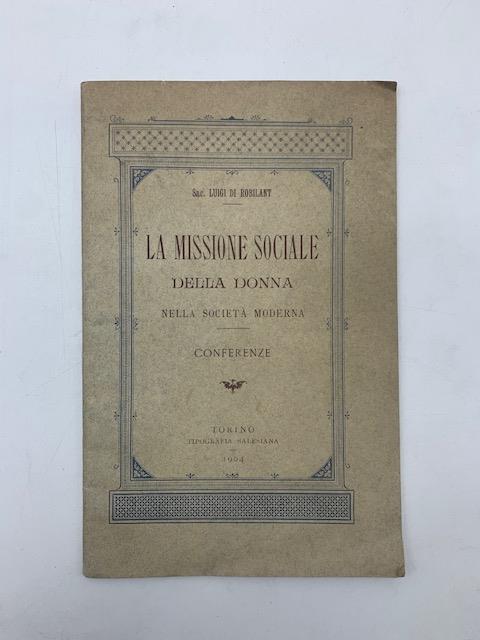 Sac. LUIGI DI ROBILANT
LA MISSIONE SOCIALE
DELLA DONNA
NELLA SOCIETÀ MODERNA
CONFERENZE
TORINO
TIPOGRAFIA SALESIANA
1904